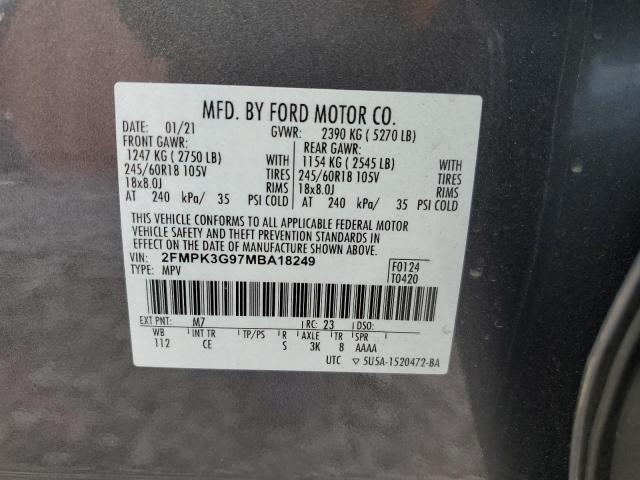 MFD. BY FORD MOTOR CO.
DATE: 01/21 GVWR: 2390 KG ( 5270 LB)
FRONT GAWR: REAR GAWR:
1247 KG ( 2750 LB) WITH 1154 KG ( 2545 LB) WITH
245/60R18 105V TIRES 245/60R18 105V TIRES
18x8.0J RIMS 18x8.0J RIMS
AT 240 kPa/ 35 PSI COLD AT 240 kPa/ 35 PSI COLD
THIS VEHICLE CONFORMS TO ALL APPLICABLE FEDERAL MOTOR
VEHICLE SAFETY AND THEFT PREVENTION STANDARDS IN
EFFECT ON THE DATE OF MANUFACTURE SHOWN ABOVE.
VIN: 2FMPK3G97MBA18249 F0124
TYPE: MPV T0420
EXT PNT: M7 RC: 23 DSO:
WB INT TR TP/PS R AXLE TR SPR
112 CE S 3K 8 AAAA
UTC ▽ 5U5A-1520472-BA